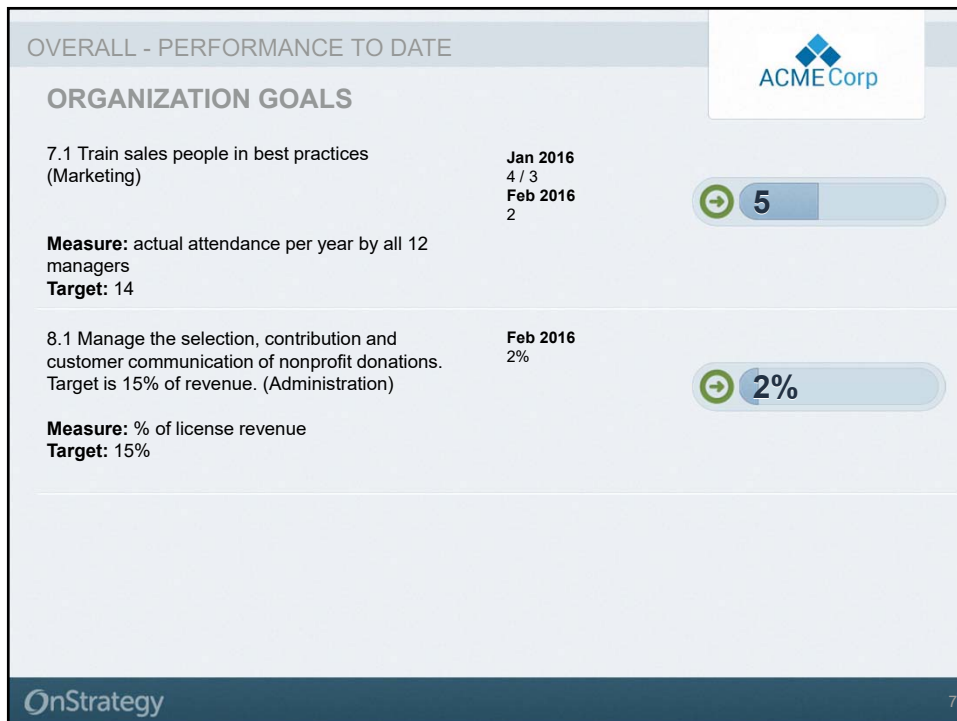 OVERALL - PERFORMANCE TO DATE
ACME Corp
ORGANIZATION GOALS
7.1 Train sales people in best practices
(Marketing)
Jan 2016
4 / 3
Feb 2016
2
5
Measure: actual attendance per year by all 12
managers
Target: 14
8.1 Manage the selection, contribution and
customer communication of nonprofit donations.
Target is 15% of revenue. (Administration)
Feb 2016
2%
2%
Measure: % of license revenue
Target: 15%
OnStrategy
7